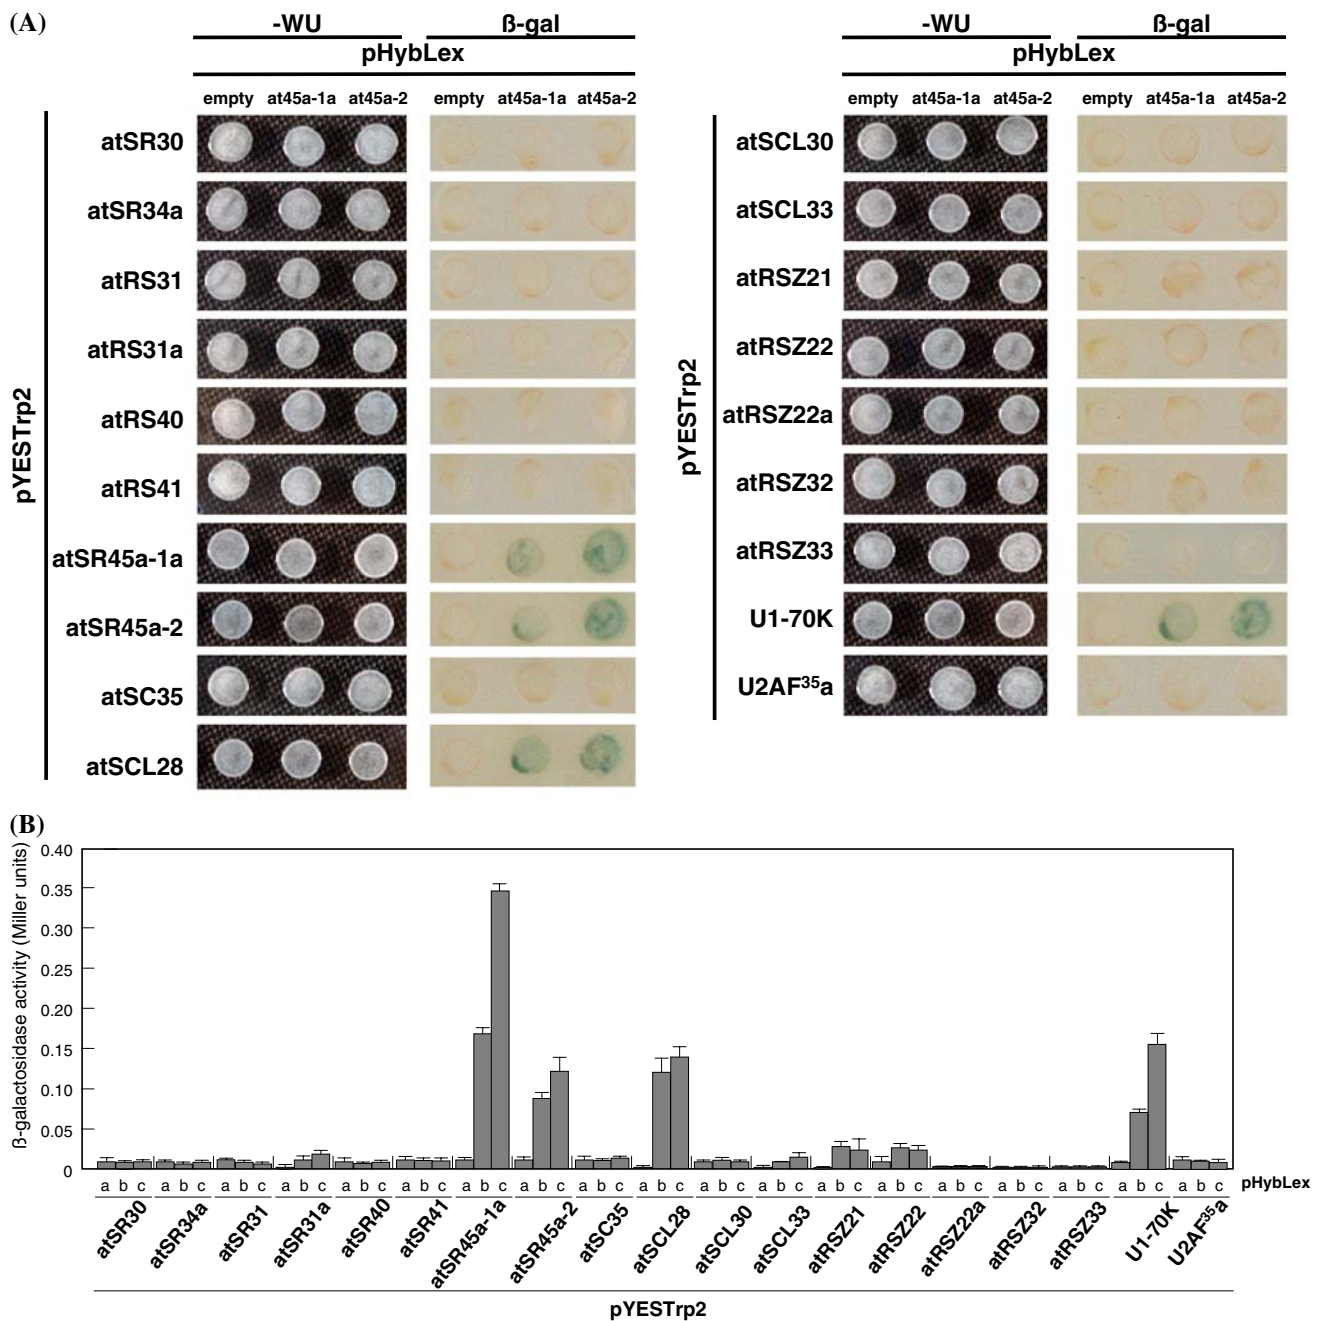 (A)
-WU ß-gal
pHybLex
empty at45a-1a at45a-2 empty at45a-1a at45a-2
pYESTrp2
atSR30
atSR34a
atRS31
atRS31a
atRS40
atRS41
atSR45a-1a
atSR45a-2
atSC35
atSCL28
-WU ß-gal
pHybLex
empty at45a-1a at45a-2 empty at45a-1a at45a-2
pYESTrp2
atSCL30
atSCL33
atRSZ21
atRSZ22
atRSZ22a
atRSZ32
atRSZ33
U1-70K
U2AF³⁵a
(B)
ß-galactosidase activity (Miller units)
0.40
0.35
0.30
0.25
0.20
0.15
0.10
0.05
0
a b c a b c a b c a b c a b c a b c a b c a b c a b c a b c a b c a b c a b c a b c a b c a b c a b c a b c a b c pHybLex
atSR30 atSR34a atSR31 atSR31a atSR40 atSR41 atSR45a-1a atSR45a-2 atSC35 atSCL28 atSCL30 atSCL33 atRSZ21 atRSZ22 atRSZ22a atRSZ32 atRSZ33 U1-70K U2AF³⁵a
pYESTrp2